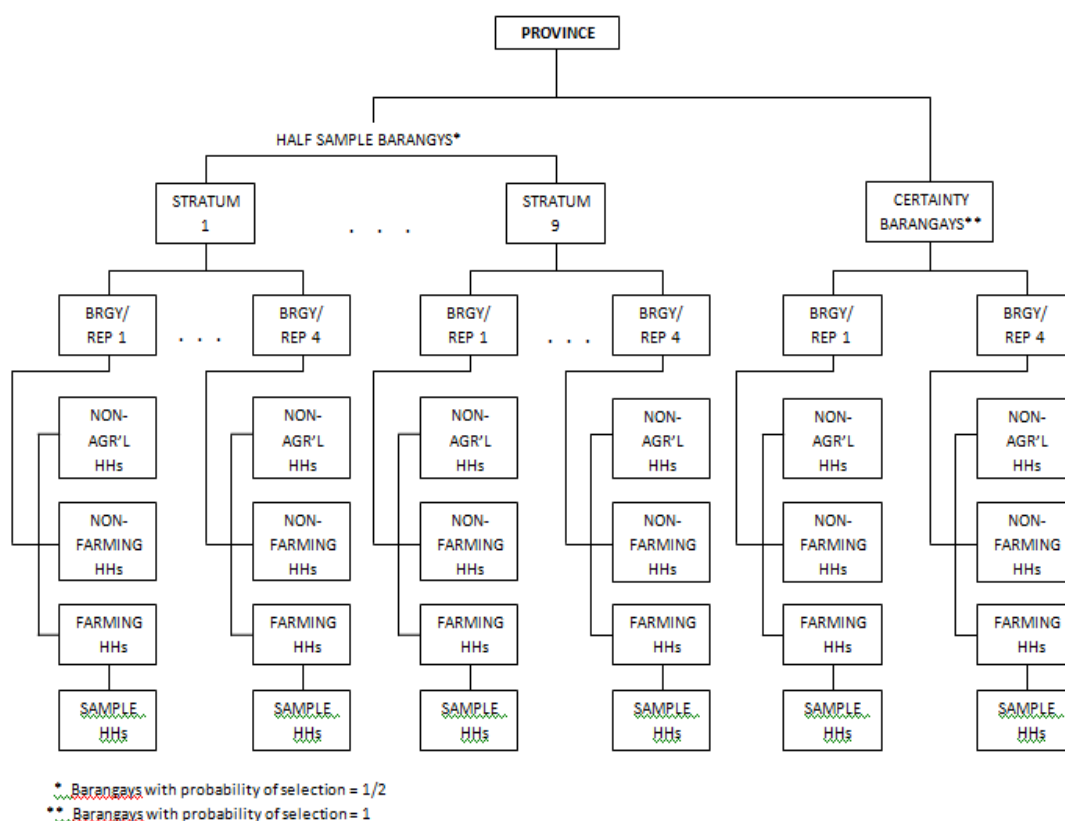 PROVINCE
HALF SAMPLE BARANGYS*
STRATUM
1
. . .
STRATUM
9
CERTAINTY
BARANGAYS**
BRGY/
REP 1
. . .
BRGY/
REP 4
BRGY/
REP 1
. . .
BRGY/
REP 4
BRGY/
REP 1
BRGY/
REP 4
NON-
AGR'L
HHs
NON-
AGR'L
HHs
NON-
AGR'L
HHs
NON-
AGR'L
HHs
NON-
AGR'L
HHs
NON-
AGR'L
HHs
NON-
FARMING
HHs
NON-
FARMING
HHs
NON-
FARMING
HHs
NON-
FARMING
HHs
NON-
FARMING
HHs
NON-
FARMING
HHs
FARMING
HHs
FARMING
HHs
FARMING
HHs
FARMING
HHs
FARMING
HHs
FARMING
HHs
SAMPLE
HHs
SAMPLE
HHs
SAMPLE
HHs
SAMPLE
HHs
SAMPLE
HHs
SAMPLE
HHs
* Barangays with probability of selection = 1/2
** Barangays with probability of selection = 1